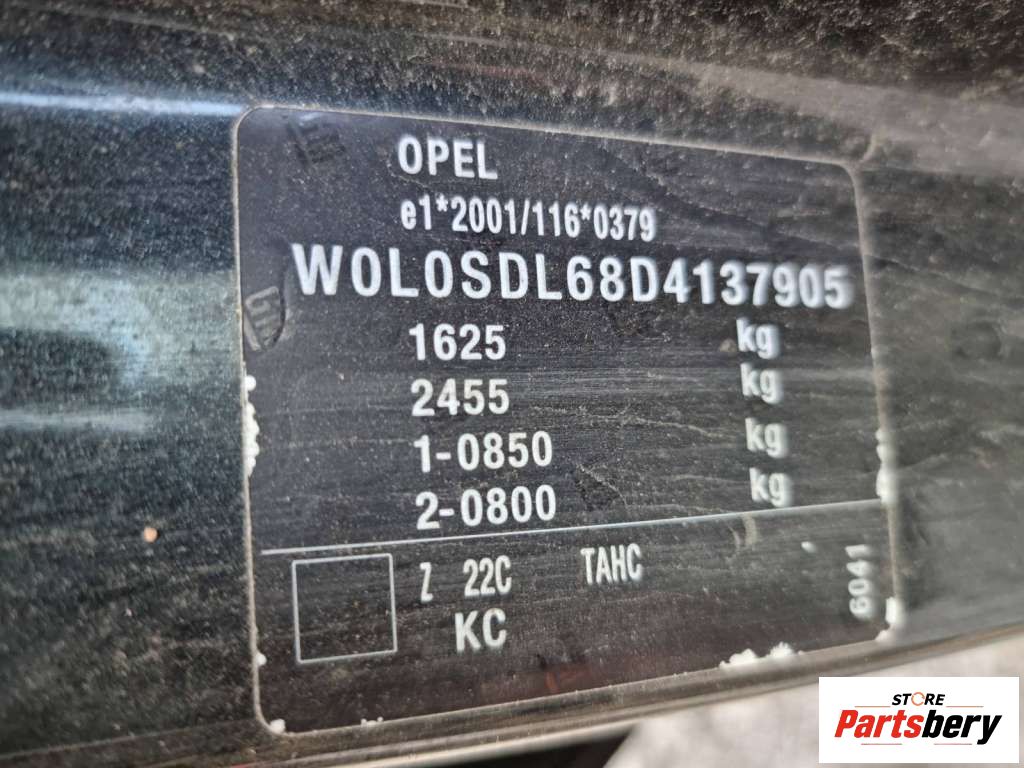 OPEL
e1*2001/116*0379
W0L0SDL68D4137905
1625 kg
2455 kg
1-0850 kg
2-0800 kg
Z 22C TAHC
KC
6041
STORE
Partsbery